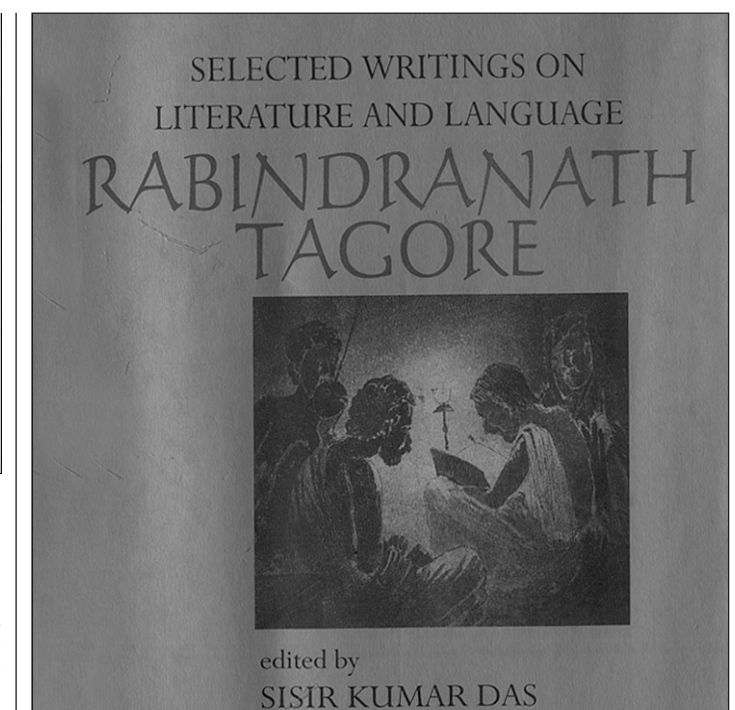 SELECTED WRITINGS ON
LITERATURE AND LANGUAGE
RABINDRANATH
TAGORE
edited by
SISIR KUMAR DAS